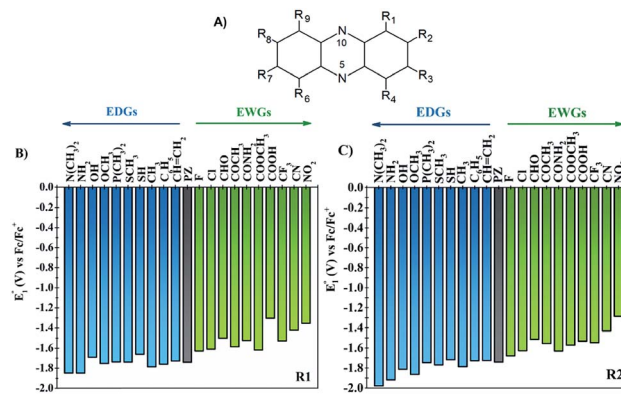 A)
R9
R1
R8
N
10
R2
R7
5
N
R3
R6
R4
EDGs
EWGs
B)
N(CH3)2
NH2
OH
OCH3
P(CH3)2
SCH3
SH
CH3
C6H5
CH=CH2
PZ
F
Cl
CHO
COCH3
CONH2
COOCH3
COOH
CF3
CN
NO2
0.0
-0.2
-0.4
-0.6
-0.8
-1.0
-1.2
-1.4
-1.6
-1.8
-2.0
E°1 (V) vs Fc/Fc+
R1
EDGs
EWGs
C)
N(CH3)2
NH2
OH
OCH3
P(CH3)2
SCH3
SH
CH3
C6H5
CH=CH2
PZ
F
Cl
CHO
COCH3
CONH2
COOCH3
COOH
CF3
CN
NO2
0.0
-0.2
-0.4
-0.6
-0.8
-1.0
-1.2
-1.4
-1.6
-1.8
-2.0
E°1 (V) vs Fc/Fc+
R2